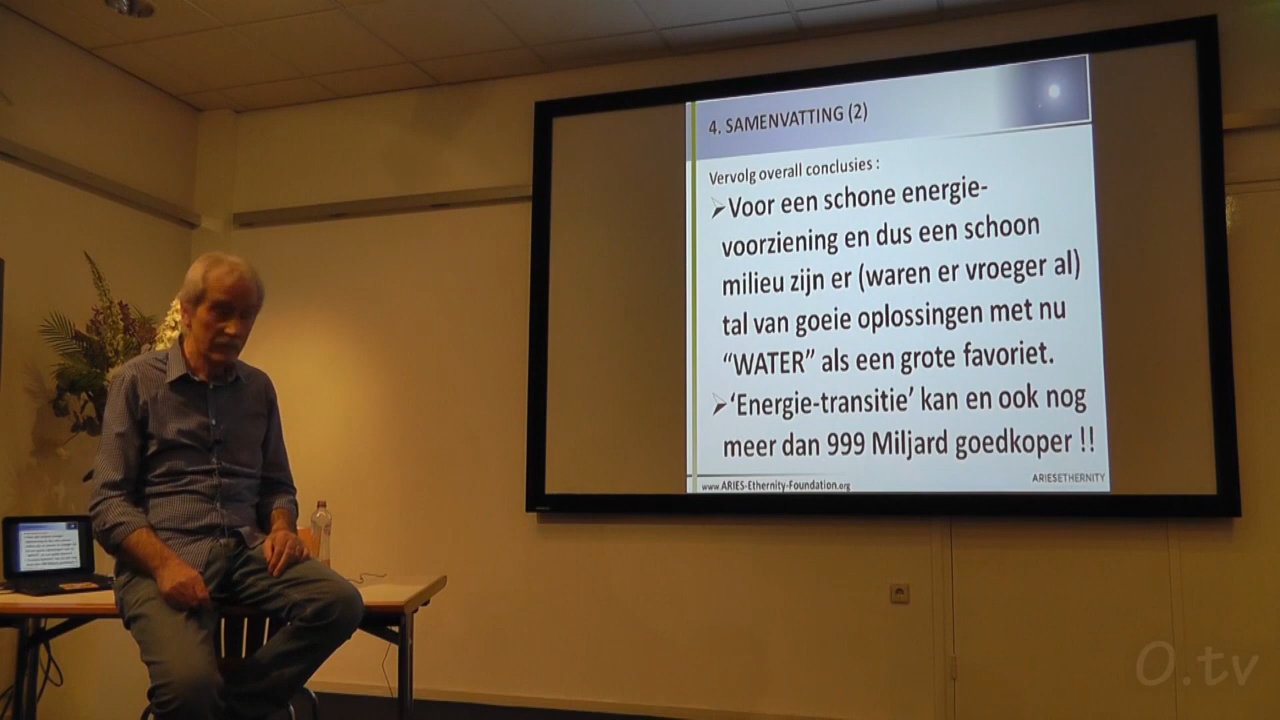 4. SAMENVATTING (2)
Vervolg overall conclusies :
➢Voor een schone energie-
voorziening en dus een schoon
milieu zijn er (waren er vroeger al)
tal van goeie oplossingen met nu
“WATER” als een grote favoriet.
➢‘Energie-transitie’ kan en ook nog
meer dan 999 Miljard goedkoper !!
www.ARIES-Ethernity-Foundation.org
ARIESETHERNITY
O.tv